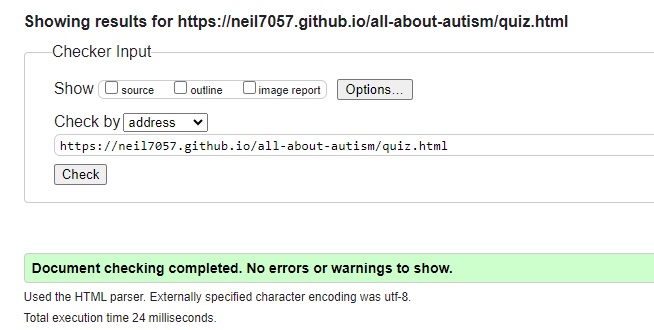 Showing results for https://neil7057.github.io/all-about-autism/quiz.html
Checker Input
Show source outline image report Options...
Check by address
https://neil7057.github.io/all-about-autism/quiz.html
Check
Document checking completed. No errors or warnings to show.
Used the HTML parser. Externally specified character encoding was utf-8.
Total execution time 24 milliseconds.